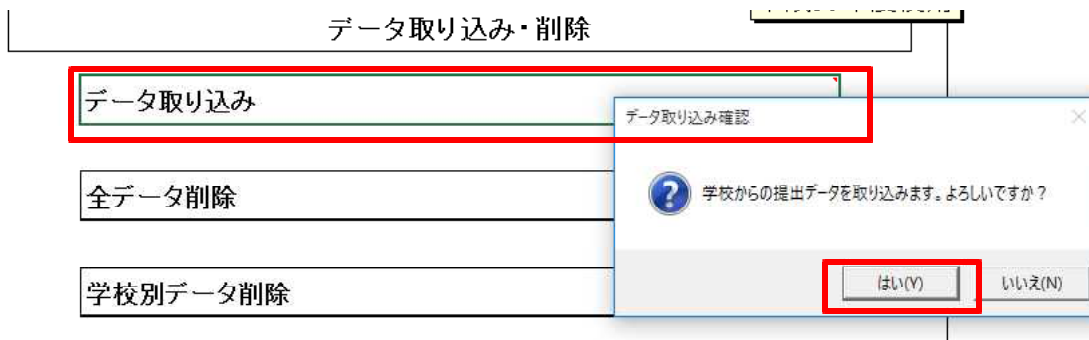 データ取り込み・削除
データ取り込み
データ取り込み確認
学校からの提出データを取り込みます。よろしいですか？
全データ削除
はい(Y)
いいえ(N)
学校別データ削除